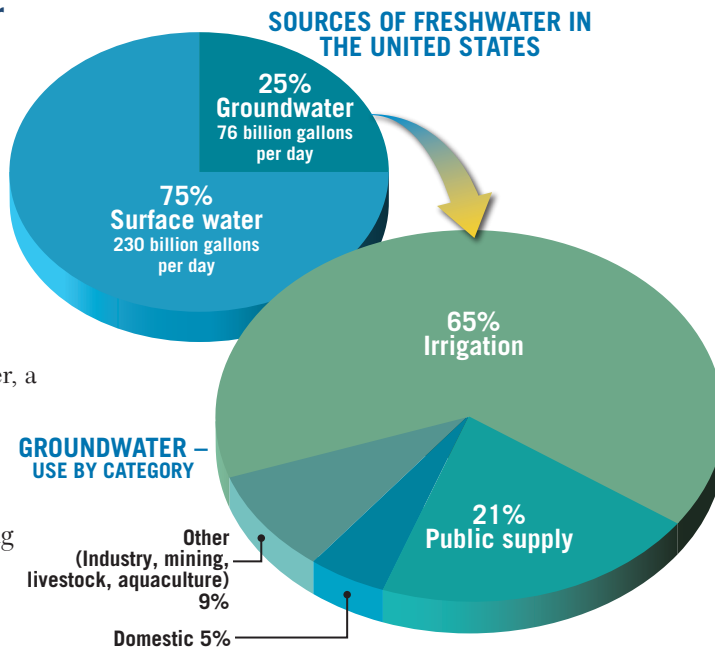 SOURCES OF FRESHWATER IN
THE UNITED STATES
25%
Groundwater
76 billion gallons
per day
75%
Surface water
230 billion gallons
per day
65%
Irrigation
er, a
GROUNDWATER –
USE BY CATEGORY
21%
Public supply
Other
(Industry, mining,
livestock, aquaculture)
9%
Domestic 5%